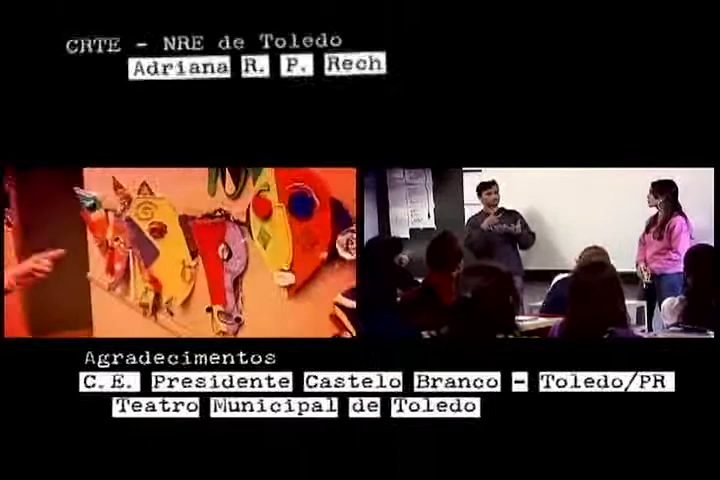 CRTE - NRE de Toledo
Adriana R. P. Rech
Agradecimentos
C.E. Presidente Castelo Branco - Toledo/PR
Teatro Municipal de Toledo